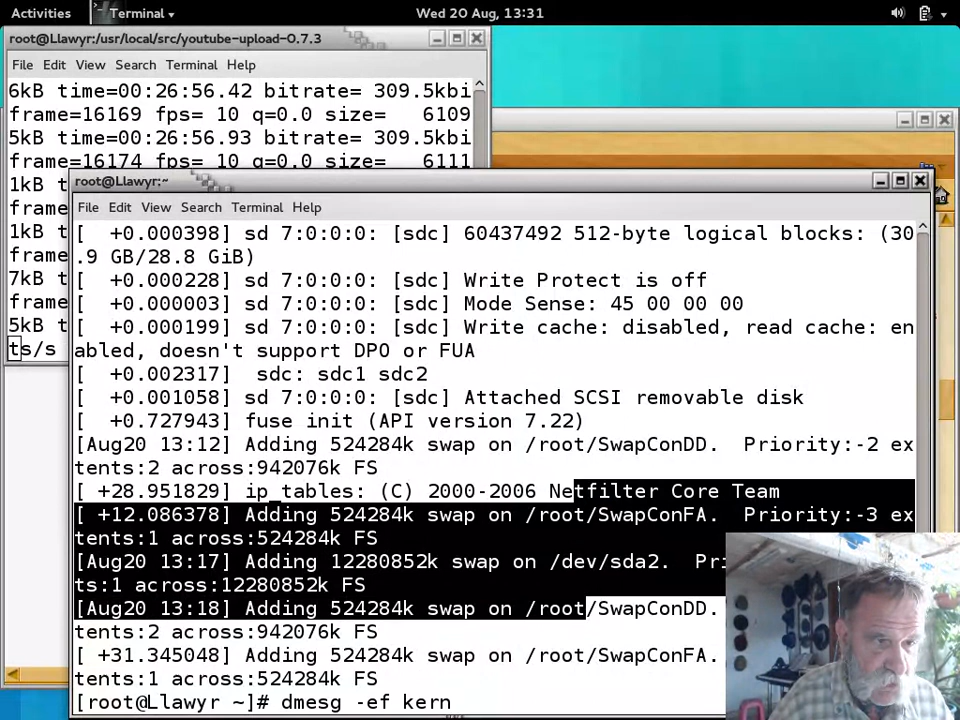 Activities
Terminal
Wed 20 Aug, 13:31
root@Llawyr:/usr/local/src/youtube-upload-0.7.3
File Edit View Search Terminal Help
6kB time=00:26:56.42 bitrate= 309.5kbi
frame=16169 fps= 10 q=0.0 size= 6109
5kB time=00:26:56.93 bitrate= 309.5kbi
frame=16174 fps= 10 q=0.0 size= 6111
1kB t
frame
1kB t
frame
7kB t
frame
5kB t
ts/s
root@Llawyr:~
File Edit View Search Terminal Help
[ +0.000398] sd 7:0:0:0: [sdc] 60437492 512-byte logical blocks: (30
.9 GB/28.8 GiB)
[ +0.000228] sd 7:0:0:0: [sdc] Write Protect is off
[ +0.000003] sd 7:0:0:0: [sdc] Mode Sense: 45 00 00 00
[ +0.000199] sd 7:0:0:0: [sdc] Write cache: disabled, read cache: en
abled, doesn't support DPO or FUA
[ +0.002317] sdc: sdc1 sdc2
[ +0.001058] sd 7:0:0:0: [sdc] Attached SCSI removable disk
[ +0.727943] fuse init (API version 7.22)
[Aug20 13:12] Adding 524284k swap on /root/SwapConDD. Priority:-2 ex
tents:2 across:942076k FS
[ +28.951829] ip_tables: (C) 2000-2006 Netfilter Core Team
[ +12.086378] Adding 524284k swap on /root/SwapConFA. Priority:-3 ex
tents:1 across:524284k FS
[Aug20 13:17] Adding 12280852k swap on /dev/sda2. Pri
ts:1 across:12280852k FS
[Aug20 13:18] Adding 524284k swap on /root/SwapConDD.
tents:2 across:942076k FS
[ +31.345048] Adding 524284k swap on /root/SwapConFA.
tents:1 across:524284k FS
[root@Llawyr ~]# dmesg -ef kern